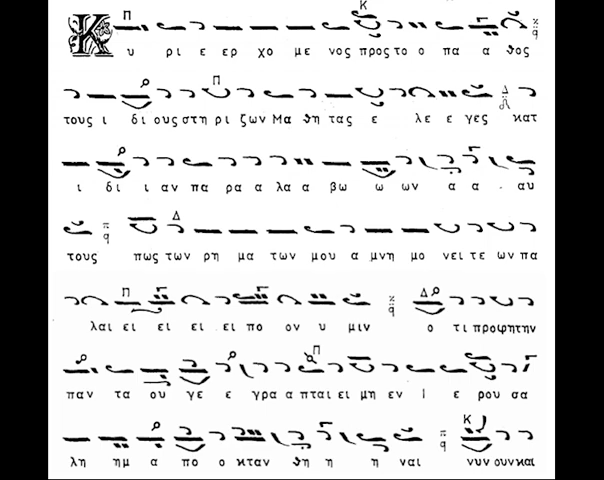 Κ υ ρι ε ερ χο με νος προς το ο πα α θος
τους ι δι ους στη ρι ζων Μα θη τας ε λε ε γες κατ
ι δι ι αν πα ρα α λα α βω ω ων α α αυ
τους πως των ρη μα των μου α μνη μο νει τε ων πα
λαι ει ει ει ει πο ον υ μιν ο τι προφητην
παν τα ου γε ε γρα α πται ει μη εν Ι ε ρου σα
λη ημ α πο ο κταν θη η η ναι νυν ουν και